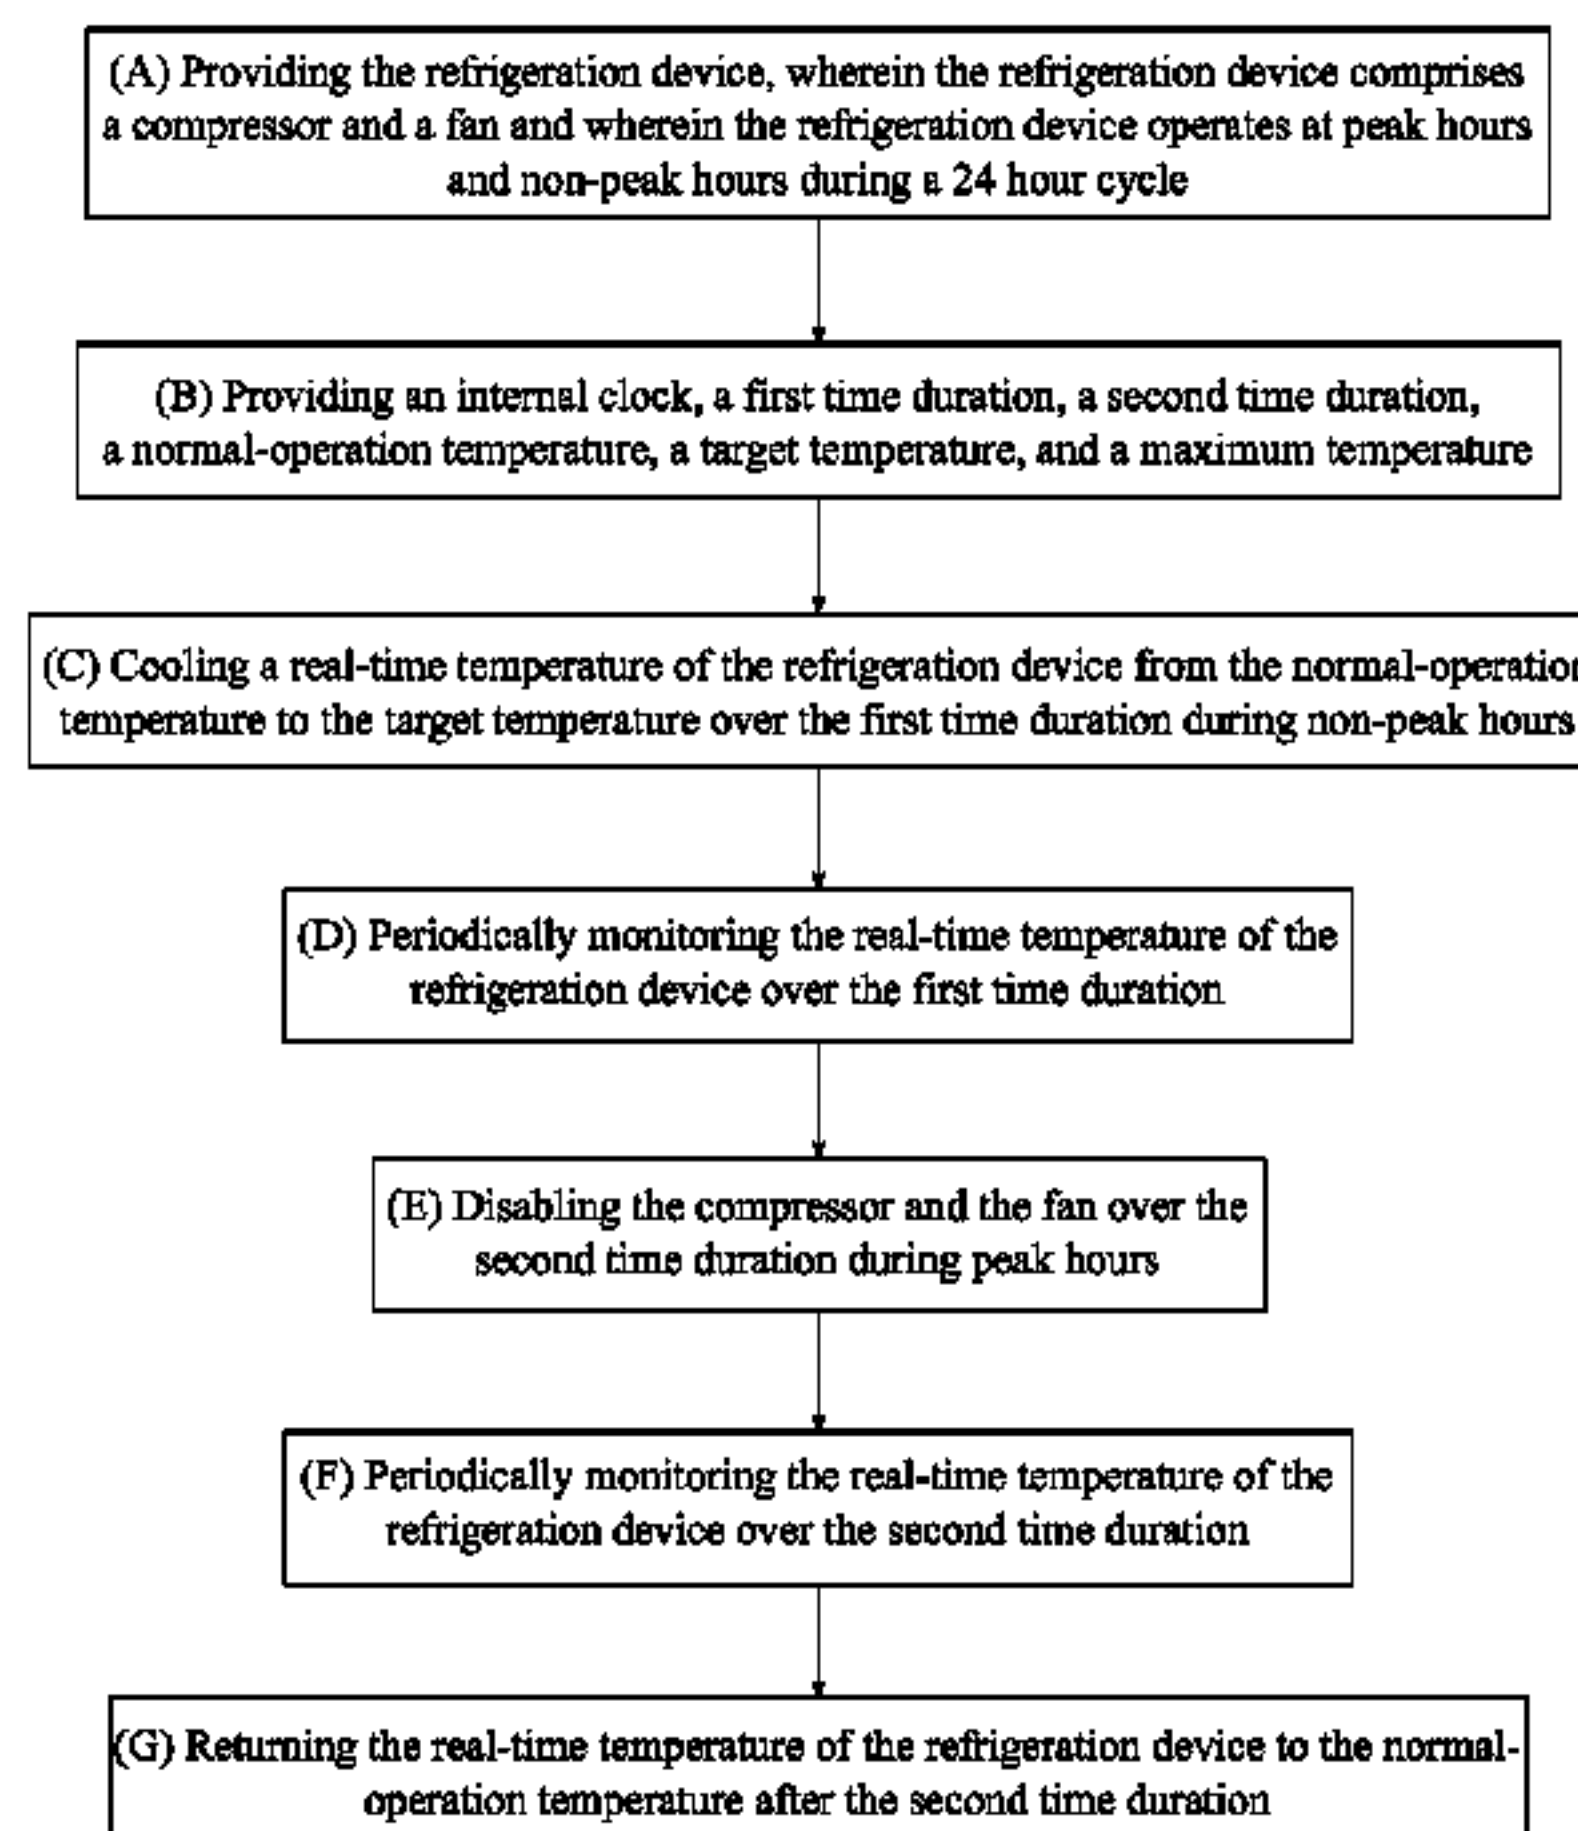 (A) Providing the refrigeration device, wherein the refrigeration device comprises
a compressor and a fan and wherein the refrigeration device operates at peak hours
and non-peak hours during a 24 hour cycle
(B) Providing an internal clock, a first time duration, a second time duration,
a normal-operation temperature, a target temperature, and a maximum temperature
(C) Cooling a real-time temperature of the refrigeration device from the normal-operation
temperature to the target temperature over the first time duration during non-peak hours
(D) Periodically monitoring the real-time temperature of the
refrigeration device over the first time duration
(E) Disabling the compressor and the fan over the
second time duration during peak hours
(F) Periodically monitoring the real-time temperature of the
refrigeration device over the second time duration
(G) Returning the real-time temperature of the refrigeration device to the normal-
operation temperature after the second time duration